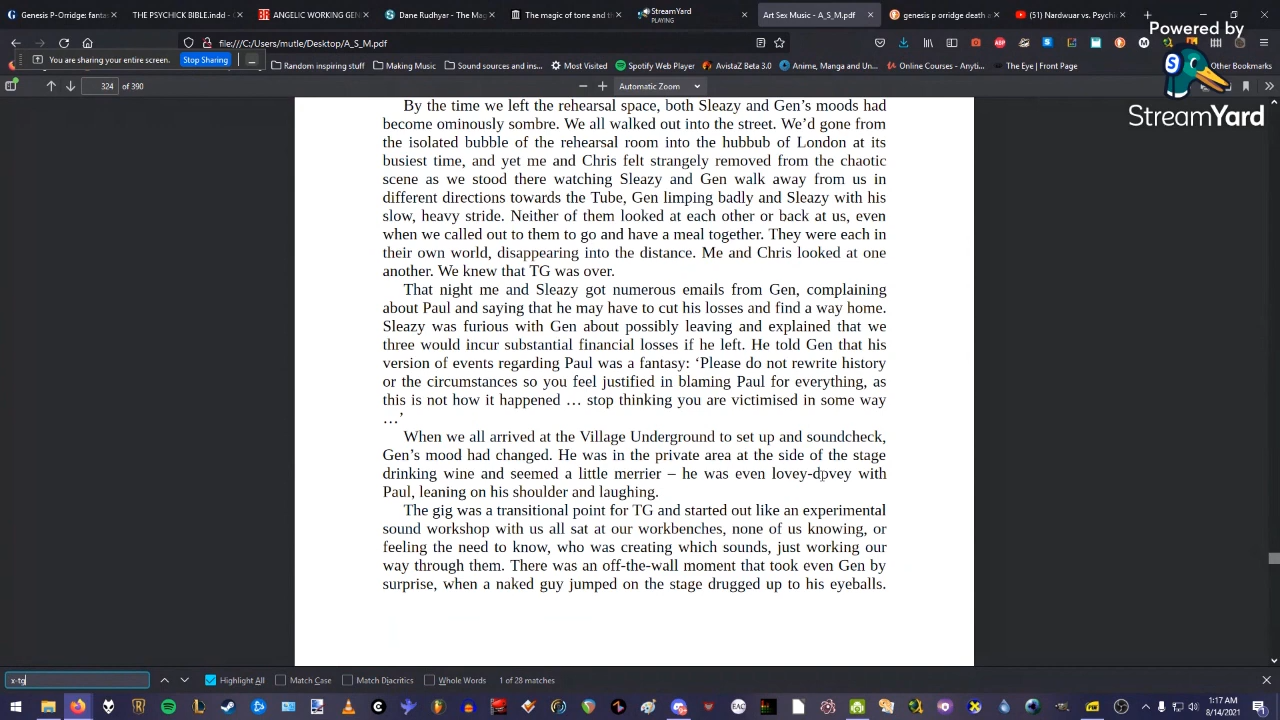 Genesis P-Orridge: fantas
THE PSYCHICK BIBLE.indd -
ANGELIC WORKING GEN
Dane Rudhyar - The Mag
The magic of tone and th
StreamYard
PLAYING
Art Sex Music - A_S_M.pdf
genesis p orridge death
(51) Nardwuar vs. Psychi
Powered by
file:///C:/Users/mutle/Desktop/A_S_M.pdf
You are sharing your entire screen.
Stop Sharing
Random inspiring stuff
Making Music
Sound sources and ins...
Most Visited
Spotify Web Player
AvistaZ Beta 3.0
Anime, Manga and Un...
Online Courses - Anyti...
The Eye | Front Page
Other Bookmarks
324 of 390
Automatic Zoom
StreamYard
By the time we left the rehearsal space, both Sleazy and Gen’s moods had
become ominously sombre. We all walked out into the street. We’d gone from
the isolated bubble of the rehearsal room into the hubbub of London at its
busiest time, and yet me and Chris felt strangely removed from the chaotic
scene as we stood there watching Sleazy and Gen walk away from us in
different directions towards the Tube, Gen limping badly and Sleazy with his
slow, heavy stride. Neither of them looked at each other or back at us, even
when we called out to them to go and have a meal together. They were each in
their own world, disappearing into the distance. Me and Chris looked at one
another. We knew that TG was over.
That night me and Sleazy got numerous emails from Gen, complaining
about Paul and saying that he may have to cut his losses and find a way home.
Sleazy was furious with Gen about possibly leaving and explained that we
three would incur substantial financial losses if he left. He told Gen that his
version of events regarding Paul was a fantasy: ‘Please do not rewrite history
or the circumstances so you feel justified in blaming Paul for everything, as
this is not how it happened … stop thinking you are victimised in some way
…’
When we all arrived at the Village Underground to set up and soundcheck,
Gen’s mood had changed. He was in the private area at the side of the stage
drinking wine and seemed a little merrier – he was even lovey-dovey with
Paul, leaning on his shoulder and laughing.
The gig was a transitional point for TG and started out like an experimental
sound workshop with us all sat at our workbenches, none of us knowing, or
feeling the need to know, who was creating which sounds, just working our
way through them. There was an off-the-wall moment that took even Gen by
surprise, when a naked guy jumped on the stage drugged up to his eyeballs.
x-tg
Highlight All
Match Case
Match Diacritics
Whole Words
1 of 28 matches
1:17 AM
8/14/2021